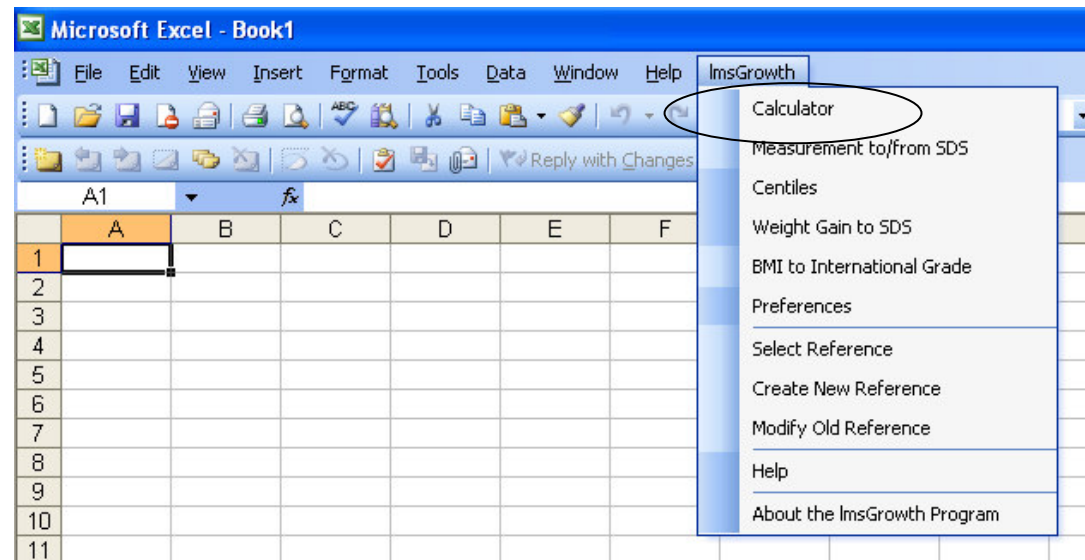 Microsoft Excel - Book1
File Edit View Insert Format Tools Data Window Help lmsGrowth
ABC
Reply with Changes
A1 fx
A B C D E F
1
2
3
4
5
6
7
8
9
10
11
Calculator
Measurement to/from SDS
Centiles
Weight Gain to SDS
BMI to International Grade
Preferences
Select Reference
Create New Reference
Modify Old Reference
Help
About the lmsGrowth Program